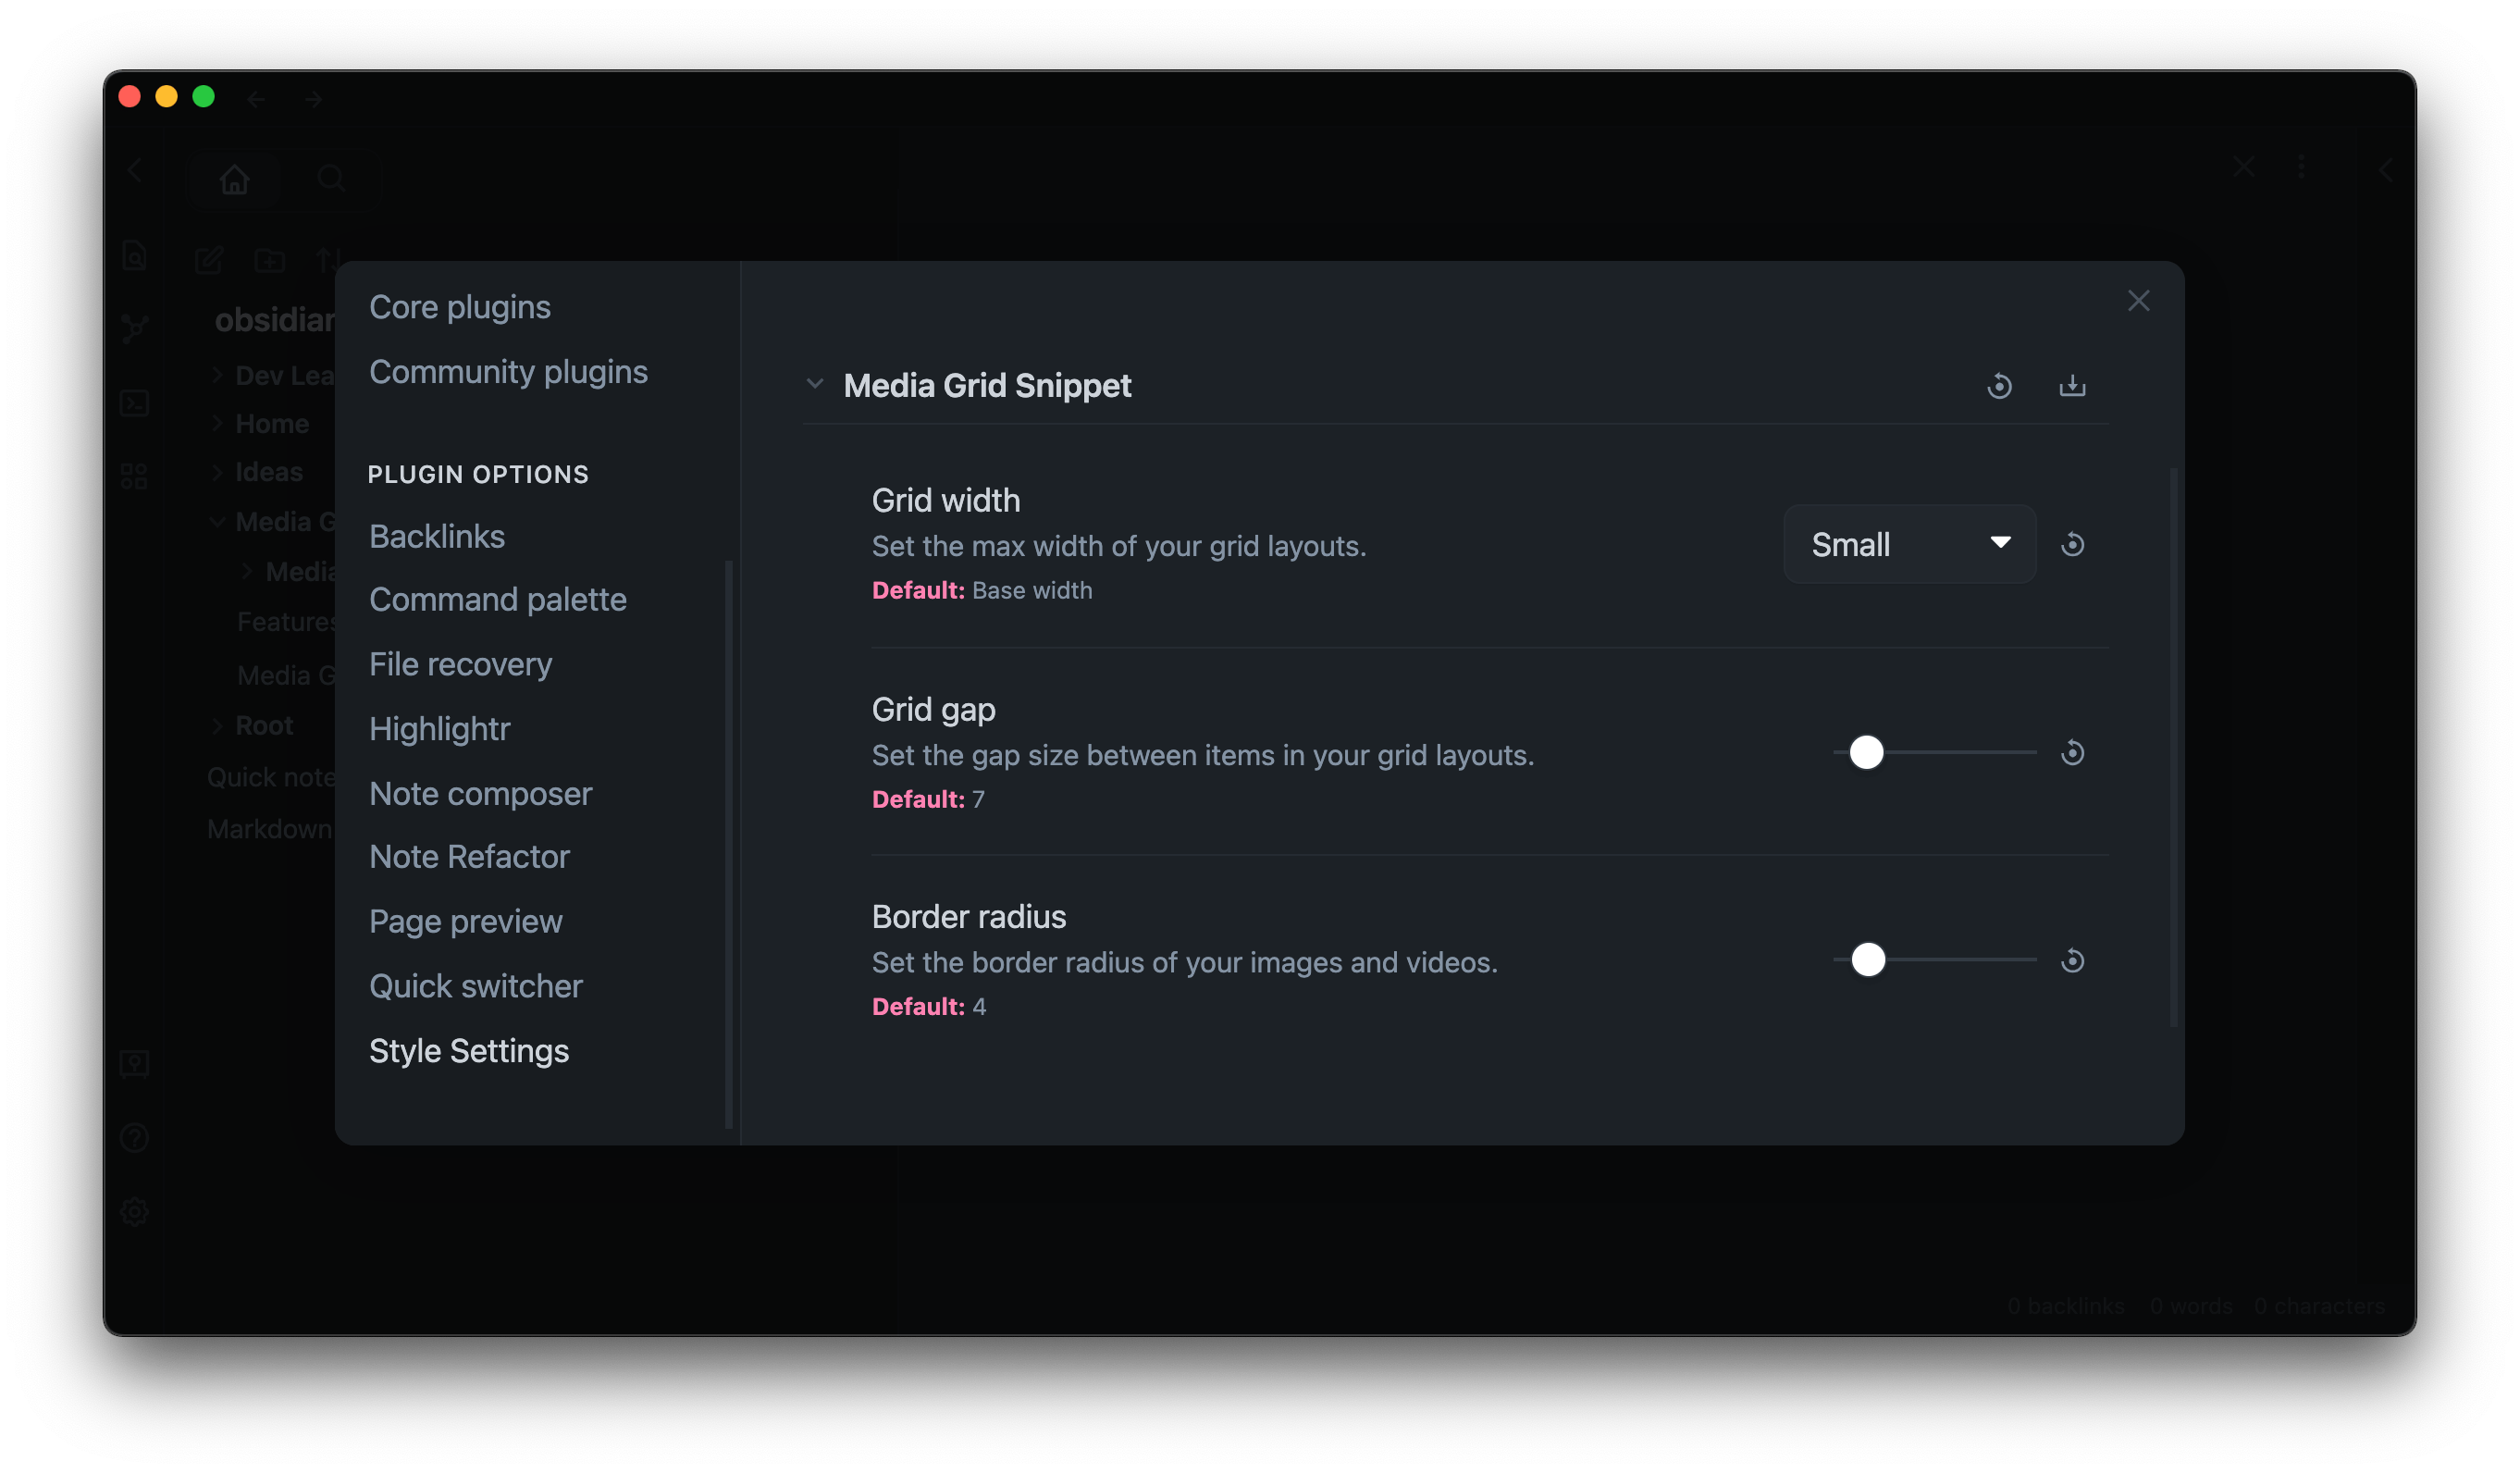 obsidian
Dev Lea
Home
Ideas
Media G
Media
Features
Media G
Root
Quick note
Markdown
Core plugins
Community plugins
PLUGIN OPTIONS
Backlinks
Command palette
File recovery
Highlightr
Note composer
Note Refactor
Page preview
Quick switcher
Style Settings
Media Grid Snippet
Grid width
Set the max width of your grid layouts.
Default: Base width
Small
Grid gap
Set the gap size between items in your grid layouts.
Default: 7
Border radius
Set the border radius of your images and videos.
Default: 4
0 backlinks 0 words 0 characters